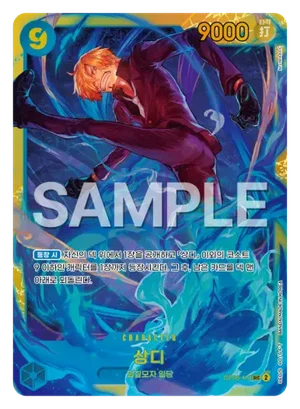 9
9000
打
SAMPLE
등장 시 자신의 덱 위에서 1장을 공개하고 「상디」 이외의 코스트
9 이하인 캐릭터를 1장까지 등장시킨다. 그 후, 남은 카드를 덱 맨
아래로 되돌린다.
CHARACTER
상디
밀짚모자 일당
2